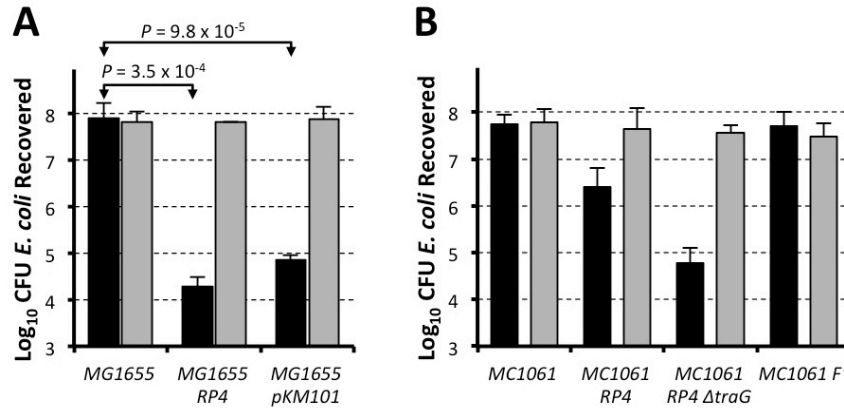 A
P = 9.8 x 10-5
P = 3.5 x 10-4
Log10 CFU E. coli Recovered
8
7
6
5
4
3
MG1655
MG1655
RP4
MG1655
pKM101
B
Log10 CFU E. coli Recovered
8
7
6
5
4
3
MC1061
MC1061
RP4
MC1061
RP4 ΔtraG
MC1061 F'